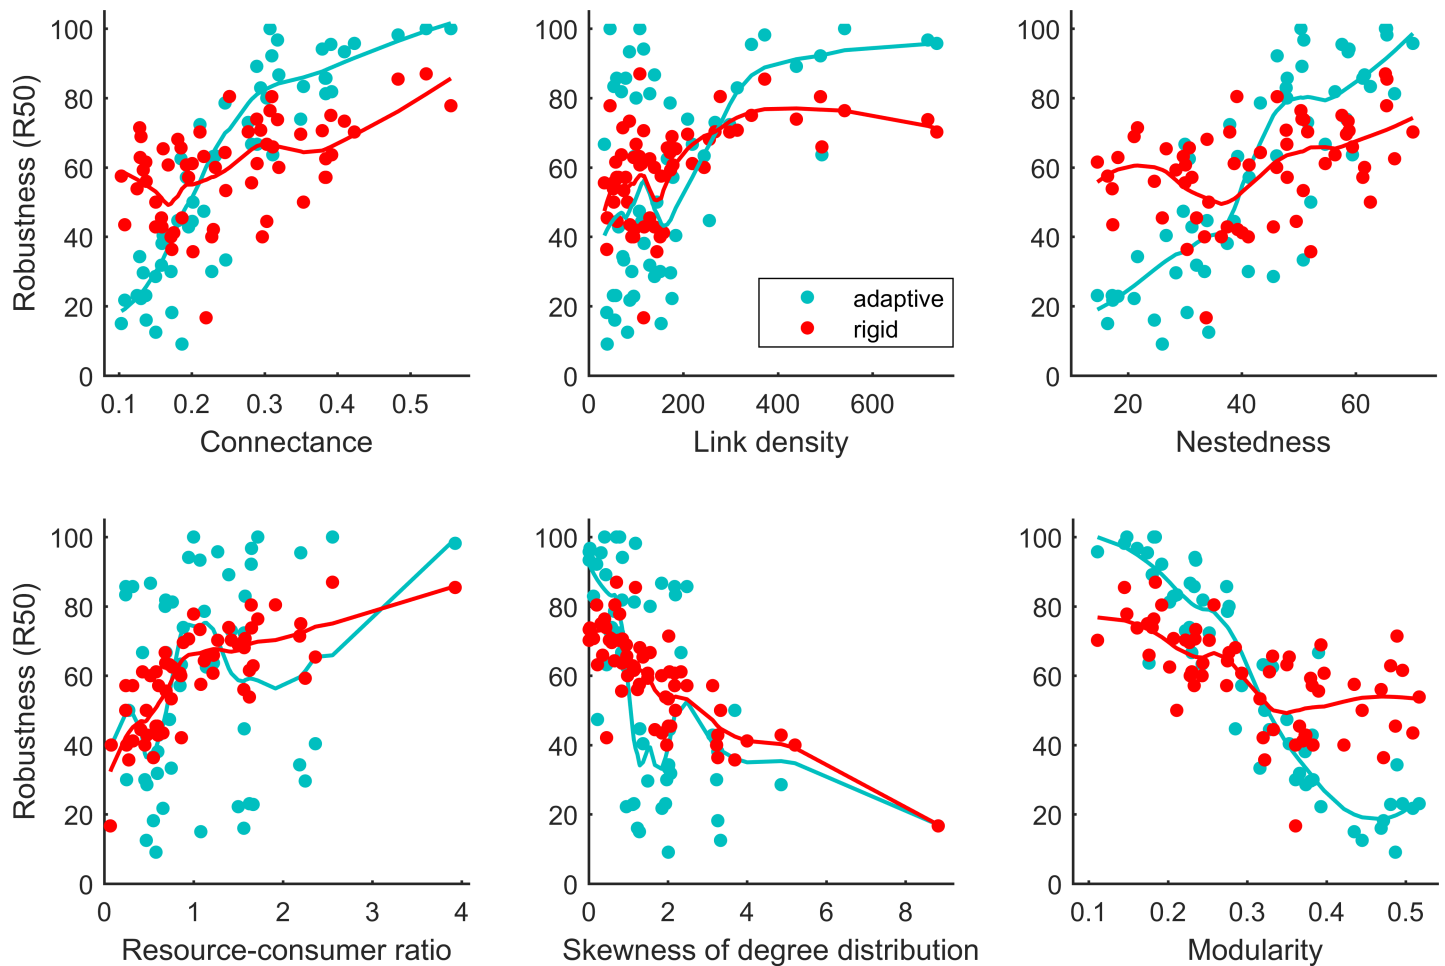 Robustness (R50)
100
80
60
40
20
0
0.1 0.2 0.3 0.4 0.5
Connectance
100
80
60
40
20
0
adaptive
rigid
0 200 400 600
Link density
100
80
60
40
20
0
20 40 60
Nestedness
Robustness (R50)
100
80
60
40
20
0
0 1 2 3 4
Resource-consumer ratio
100
80
60
40
20
0
0 2 4 6 8
Skewness of degree distribution
100
80
60
40
20
0
0.1 0.2 0.3 0.4 0.5
Modularity